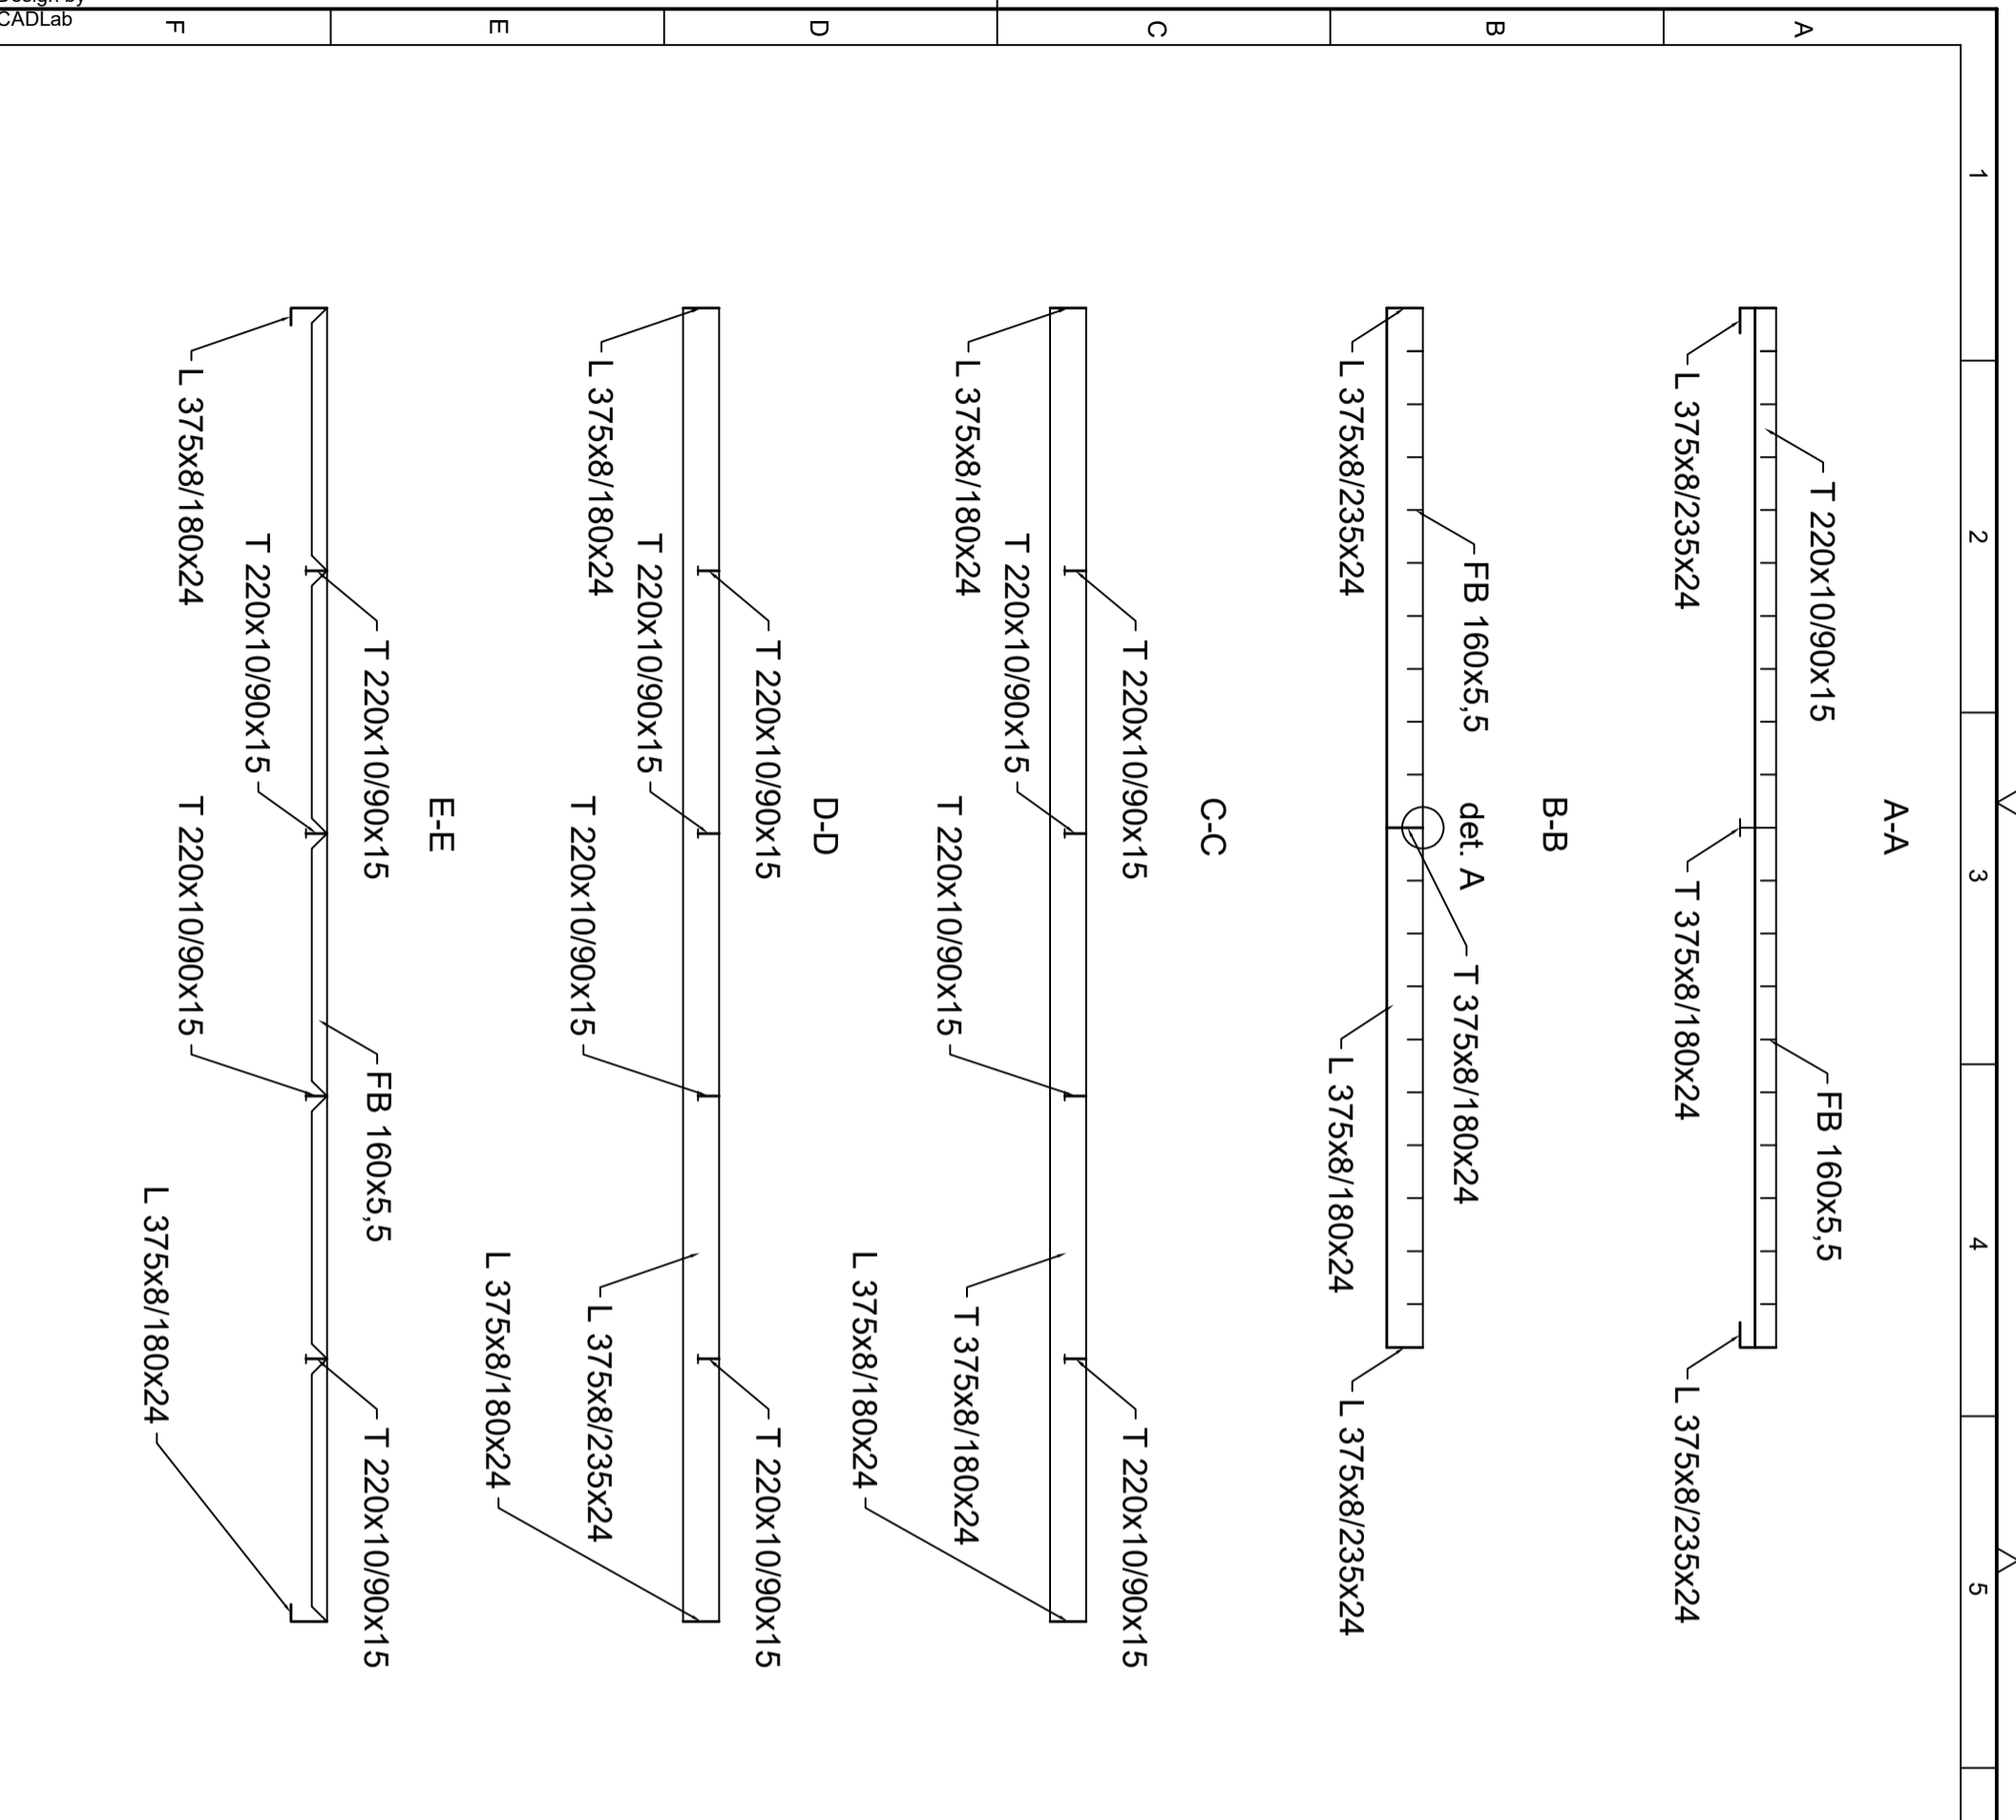 1
2
3
4
5
A
A-A
T 220x10/90x15
FB 160x5,5
L 375x8/235x24
T 375x8/180x24
L 375x8/235x24
B
B-B
FB 160x5,5
det. A
T 375x8/180x24
L 375x8/235x24
L 375x8/180x24
L 375x8/235x24
C
C-C
T 220x10/90x15
T 220x10/90x15
T 220x10/90x15
L 375x8/180x24
T 375x8/180x24
T 220x10/90x15
L 375x8/180x24
D
D-D
T 220x10/90x15
T 220x10/90x15
T 220x10/90x15
L 375x8/180x24
L 375x8/235x24
T 220x10/90x15
L 375x8/180x24
E
E-E
T 220x10/90x15
FB 160x5,5
T 220x10/90x15
T 220x10/90x15
L 375x8/180x24
T 220x10/90x15
L 375x8/180x24
F
Design by
CADLab